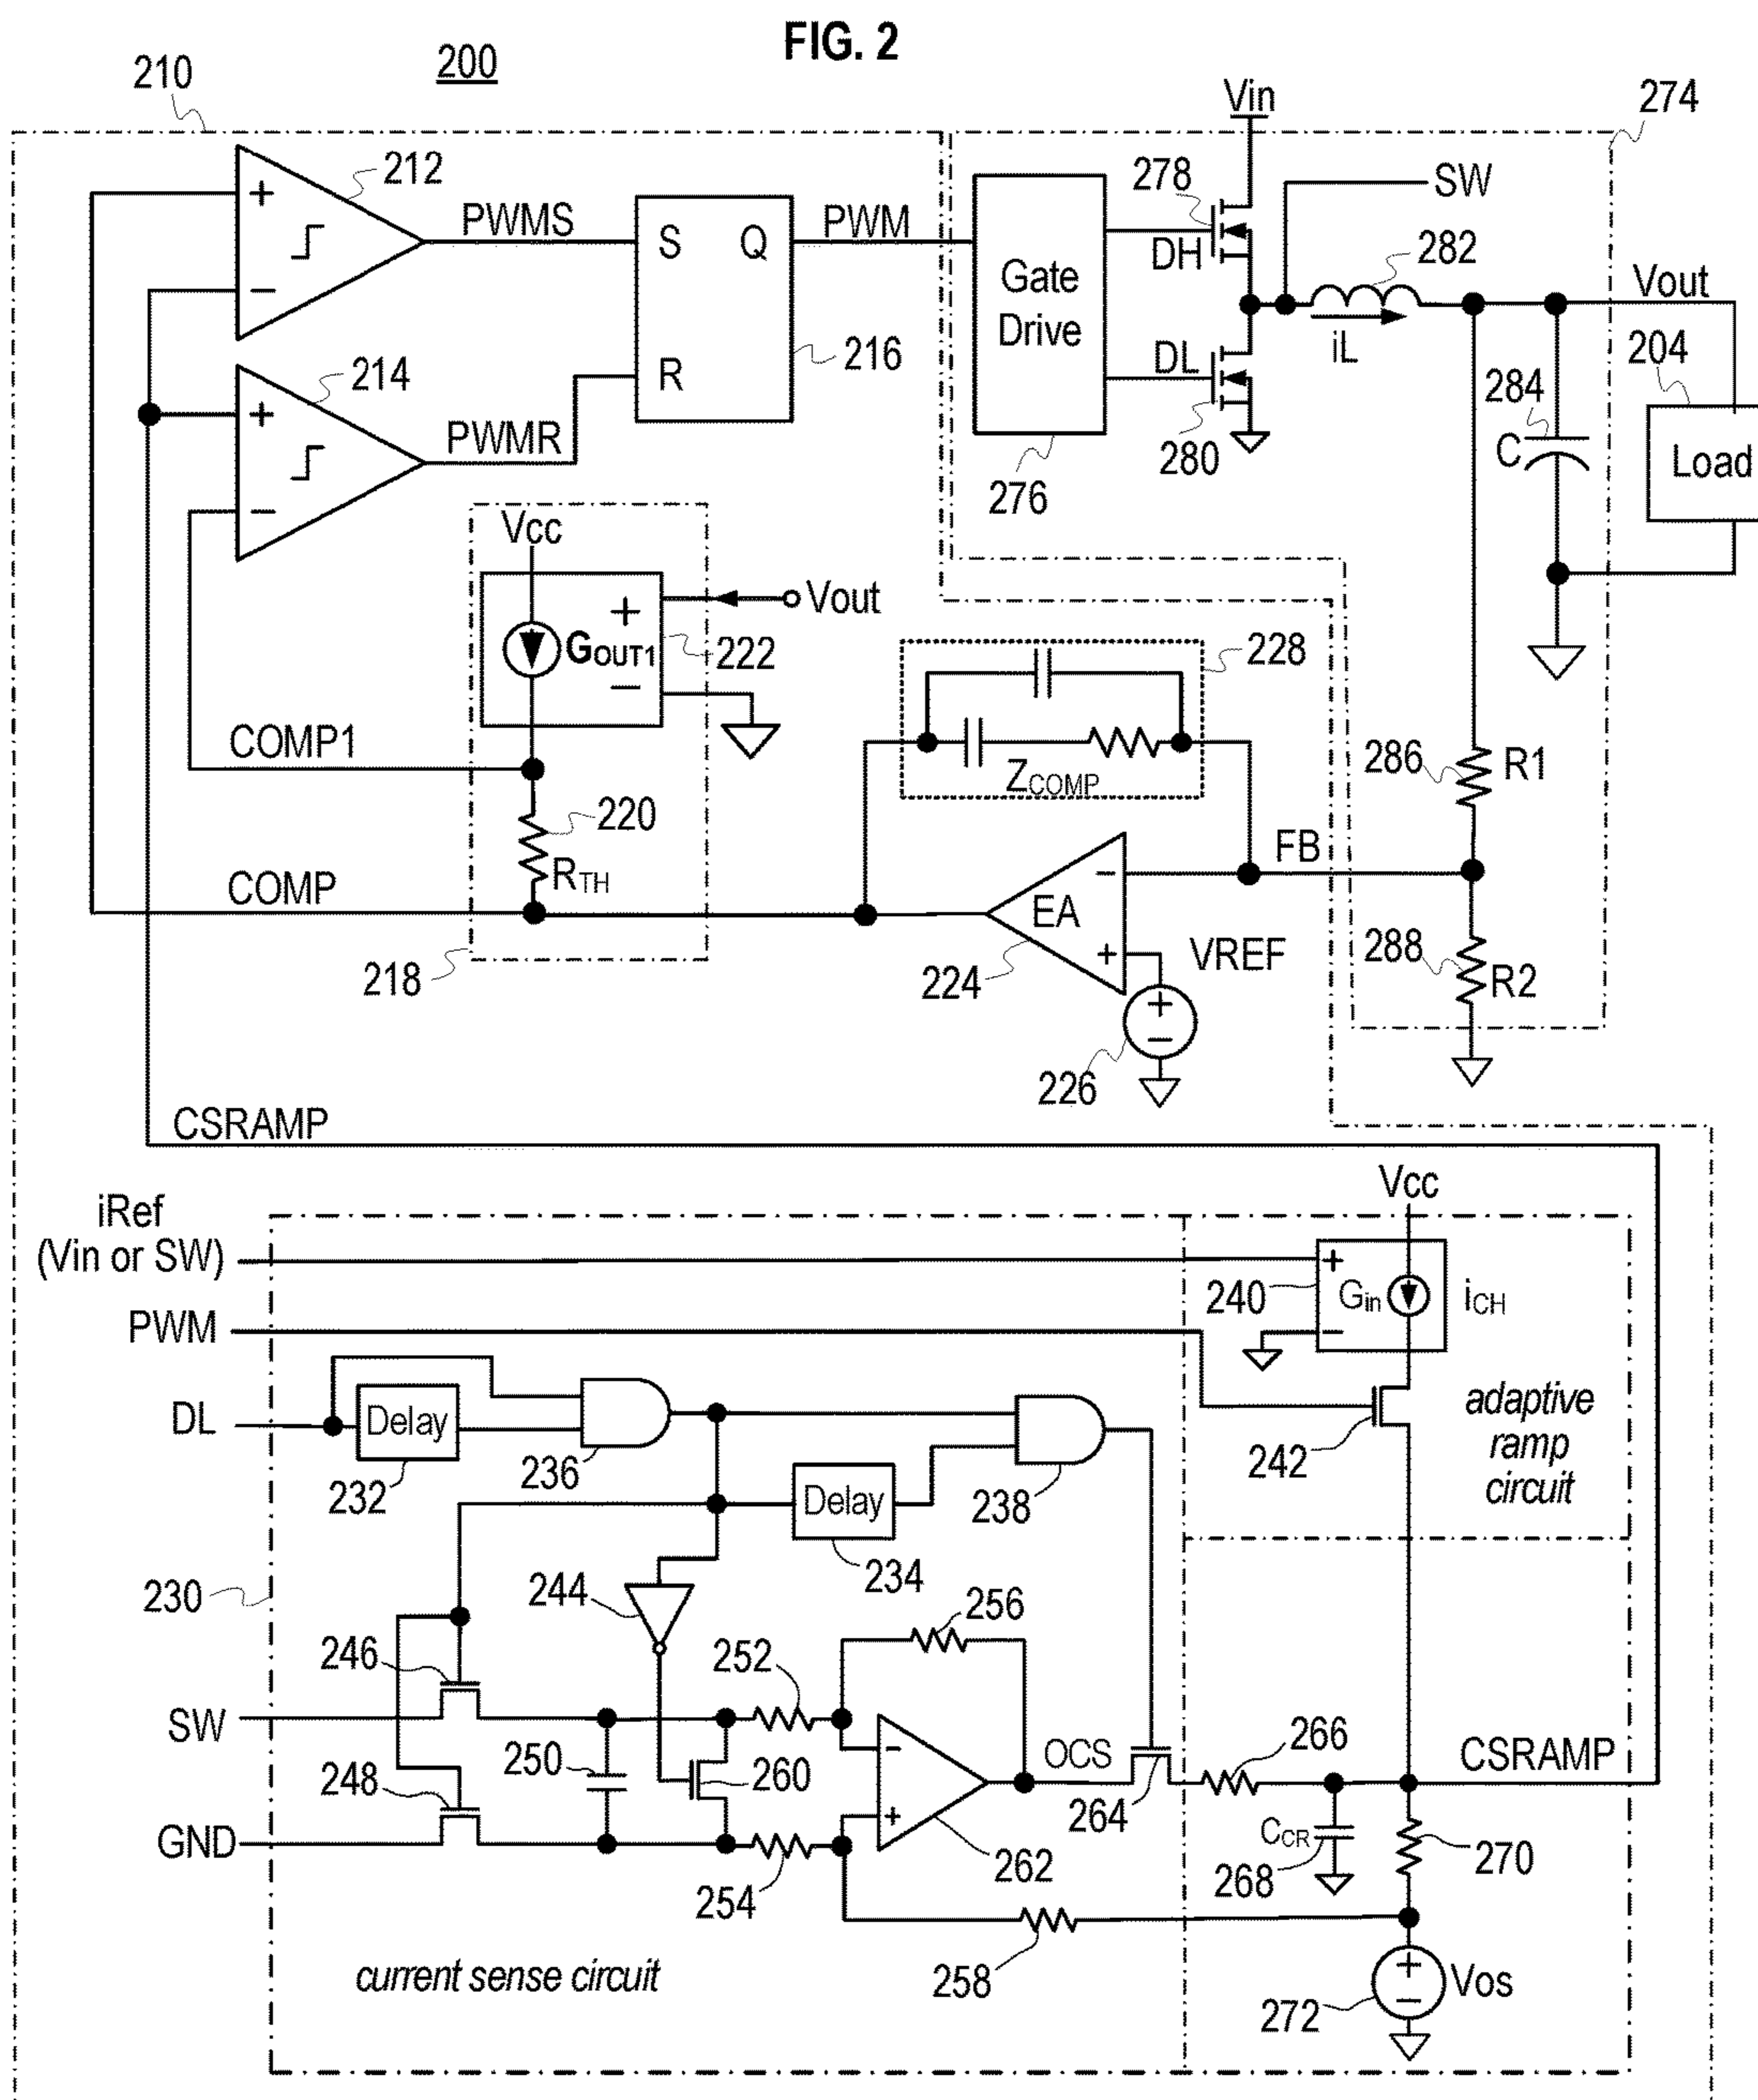 FIG. 2
200
210
274
Vin
212
278
SW
+
PWMS
S
Q
PWM
DH
282
−
Gate
Drive
Vout
iL
216
204
214
R
DL
284
+
PWMR
C
Load
280
−
276
Vcc
+
Vout
GOUT1
222
228
−
COMP1
ZCOMP
286
R1
220
FB
RTH
−
COMP
EA
288
+
VREF
218
224
R2
+
−
226
CSRAMP
Vcc
iRef
(Vin or SW)
+
240
Gin
iCH
PWM
−
adaptive
ramp
circuit
DL
Delay
242
236
232
Delay
238
234
230
244
256
246
252
SW
−
OCS
266
CSRAMP
250
260
248
+
264
CCR
GND
262
268
270
254
258
current sense circuit
+
−
Vos
272